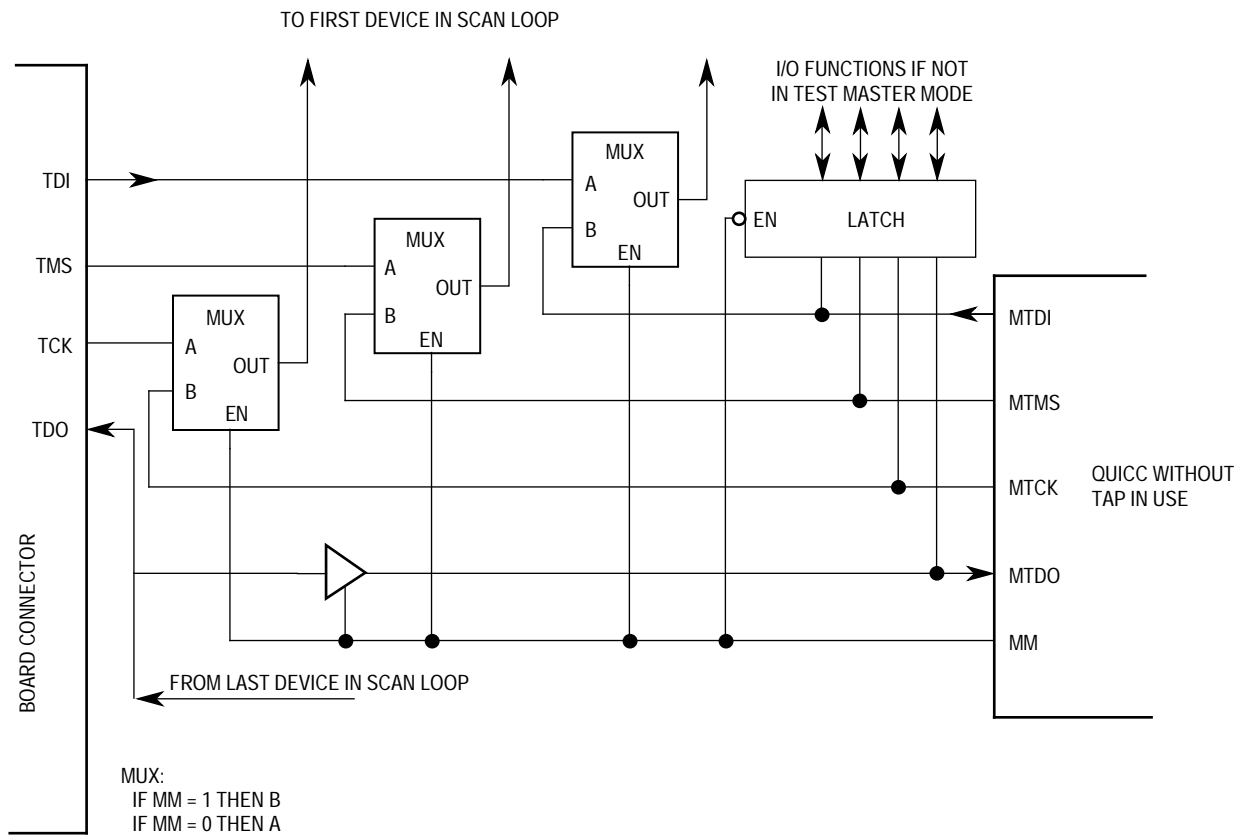 TO FIRST DEVICE IN SCAN LOOP
I/O FUNCTIONS IF NOT
IN TEST MASTER MODE
TDI
TMS
TCK
TDO
BOARD CONNECTOR
MUX
A
B
OUT
EN
MUX
A
B
OUT
EN
MUX
A
B
OUT
EN
EN
LATCH
MTDI
MTMS
MTCK
MTDO
MM
QUICC WITHOUT
TAP IN USE
FROM LAST DEVICE IN SCAN LOOP
MUX:
IF MM = 1 THEN B
IF MM = 0 THEN A